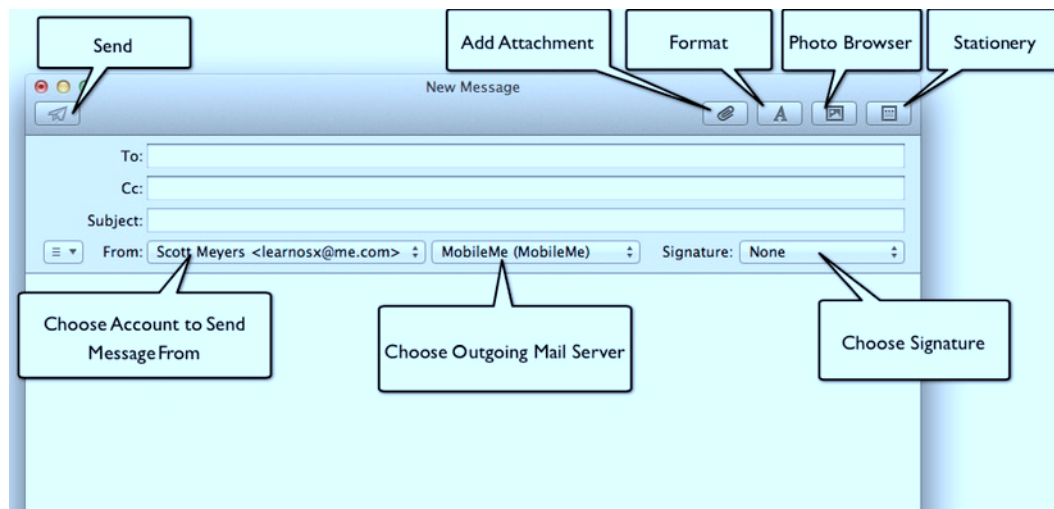 Send
Add Attachment
Format
Photo Browser
Stationery
New Message
To:
Cc:
Subject:
From: Scott Meyers <learnosx@me.com> MobileMe (MobileMe) Signature: None
Choose Account to Send
Message From
Choose Outgoing Mail Server
Choose Signature